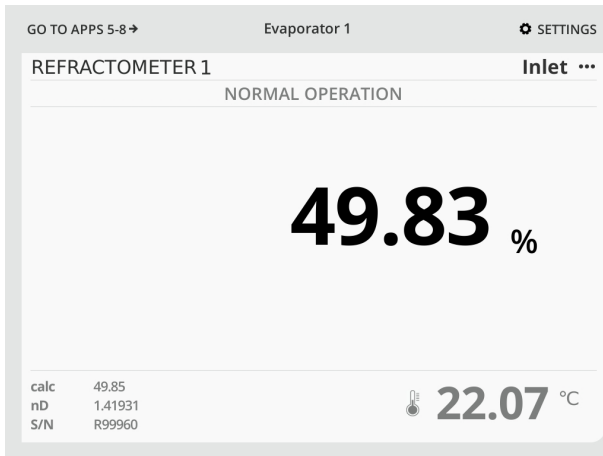 GO TO APPS 5-8→ Evaporator 1 SETTINGS
REFRACTOMETER 1 Inlet •••
NORMAL OPERATION
49.83 %
calc 49.85
nD 1.41931
S/N R99960
22.07 °C